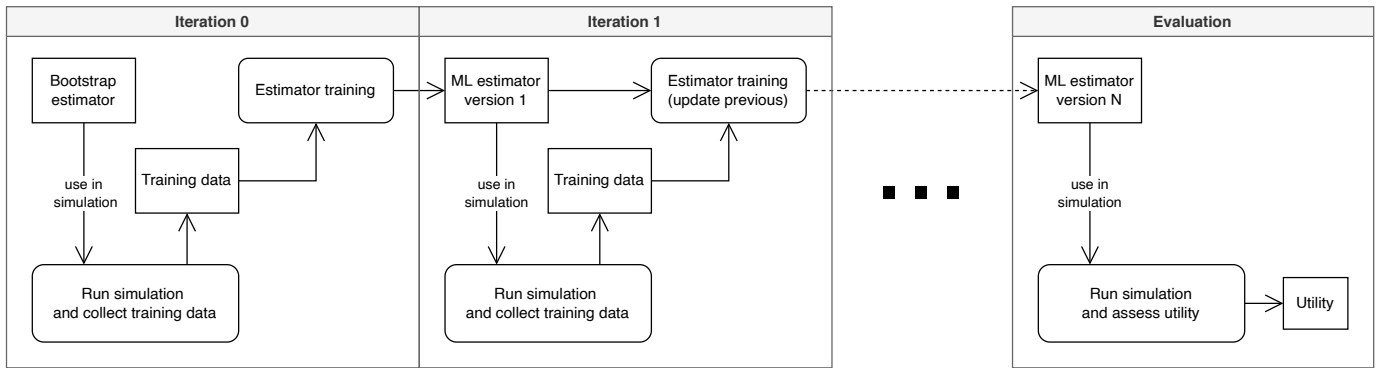 Iteration 0
Bootstrap
estimator
Estimator training
use in
simulation
Training data
Run simulation
and collect training data
Iteration 1
ML estimator
version 1
Estimator training
(update previous)
use in
simulation
Training data
Run simulation
and collect training data
Evaluation
ML estimator
version N
use in
simulation
Run simulation
and assess utility
Utility